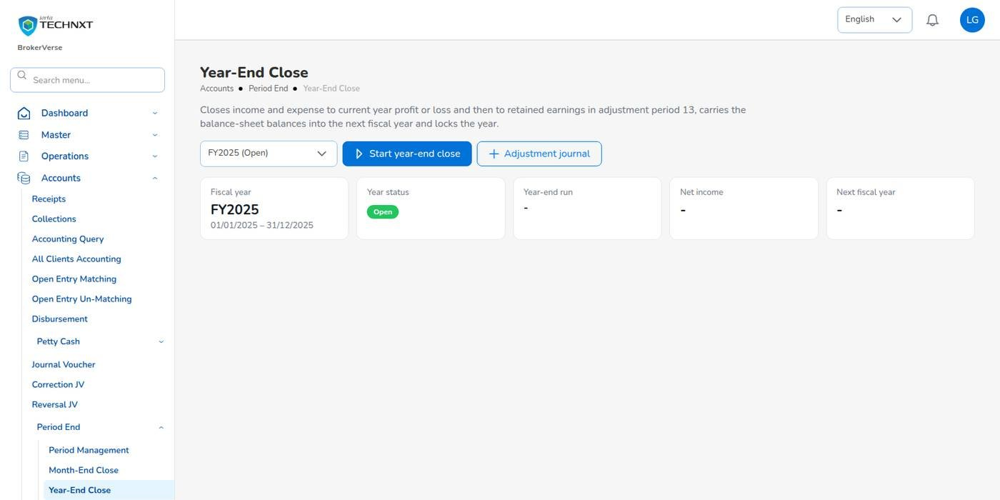 iorta
TECHNXT
BrokerVerse
Search menu...
Dashboard
Master
Operations
Accounts
Receipts
Collections
Accounting Query
All Clients Accounting
Open Entry Matching
Open Entry Un-Matching
Disbursement
Petty Cash
Journal Voucher
Correction JV
Reversal JV
Period End
Period Management
Month-End Close
Year-End Close
English
LG
Year-End Close
Accounts • Period End • Year-End Close
Closes income and expense to current year profit or loss and then to retained earnings in adjustment period 13, carries the
balance-sheet balances into the next fiscal year and locks the year.
FY2025 (Open)
Start year-end close
Adjustment journal
Fiscal year
FY2025
01/01/2025 – 31/12/2025
Year status
Open
Year-end run
-
Net income
-
Next fiscal year
-